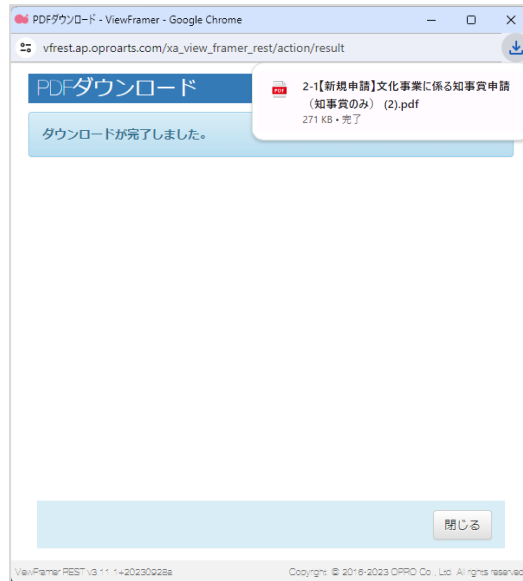 PDFダウンロード - ViewFramer - Google Chrome
vfrest.ap.oproarts.com/xa_view_framer_rest/action/result
PDFダウンロード
2-1【新規申請】文化事業に係る知事賞申請
（知事賞のみ） (2).pdf
271 KB • 完了
ダウンロードが完了しました。
閉じる
ViewFramer REST v3.11.1+20230928a
Copyright © 2016-2023 OPRO Co., Ltd. All rights reserved.